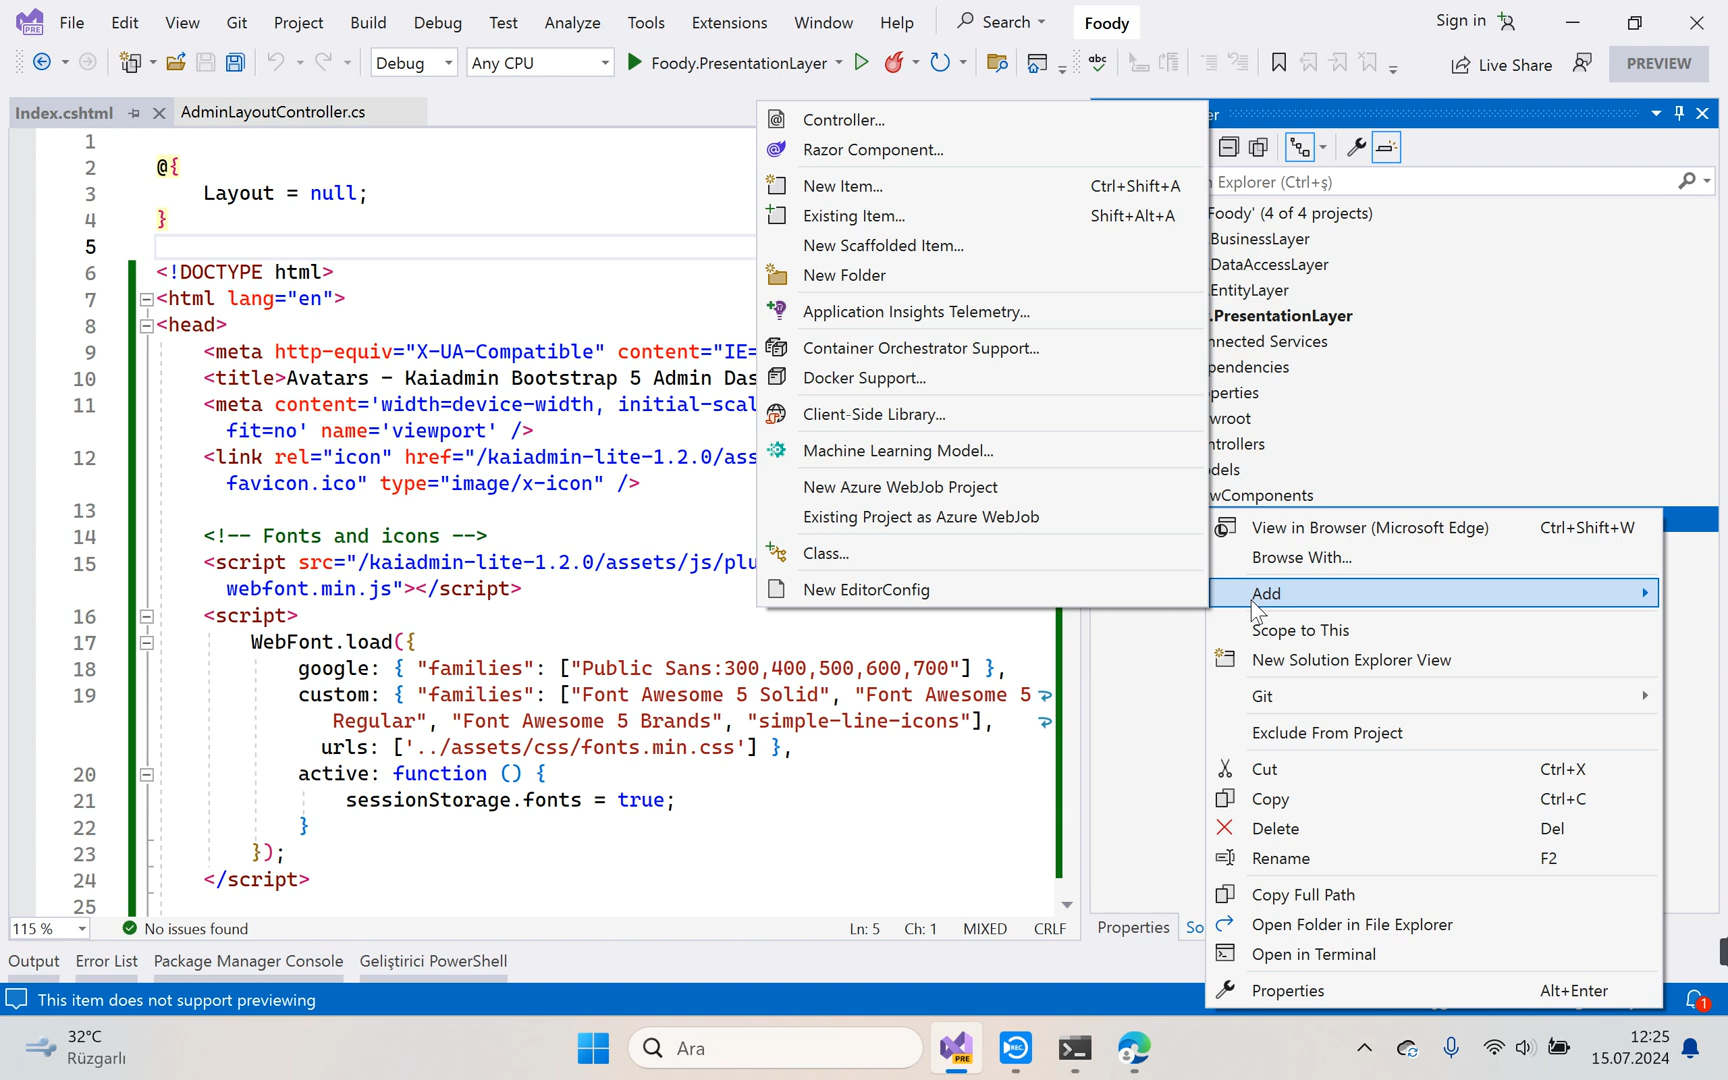 File Edit View Git Project Build Debug Test Analyze Tools Extensions Window Help Search Foody Sign in
Debug Any CPU Foody.PresentationLayer Live Share PREVIEW
Index.cshtml AdminLayoutController.cs
1
2 @{
3 Layout = null;
4 }
5
6 <!DOCTYPE html>
7 <html lang="en">
8 <head>
9 <meta http-equiv="X-UA-Compatible" content="IE=
10 <title>Avatars - Kaiadmin Bootstrap 5 Admin Das
11 <meta content='width=device-width, initial-scal
fit=no' name='viewport' />
12 <link rel="icon" href="/kaiadmin-lite-1.2.0/ass
favicon.ico" type="image/x-icon" />
13
14 <!-- Fonts and icons -->
15 <script src="/kaiadmin-lite-1.2.0/assets/js/plu
webfont.min.js"></script>
16 <script>
17 WebFont.load({
18 google: { "families": ["Public Sans:300,400,500,600,700"] },
19 custom: { "families": ["Font Awesome 5 Solid", "Font Awesome 5
Regular", "Font Awesome 5 Brands", "simple-line-icons"],
urls: ['../assets/css/fonts.min.css'] },
20 active: function () {
21 sessionStorage.fonts = true;
22 }
23 });
24 </script>
25
Controller...
Razor Component...
New Item... Ctrl+Shift+A
Existing Item... Shift+Alt+A
New Scaffolded Item...
New Folder
Application Insights Telemetry...
Container Orchestrator Support...
Docker Support...
Client-Side Library...
Machine Learning Model...
New Azure WebJob Project
Existing Project as Azure WebJob
Class...
New EditorConfig
er
Explorer (Ctrl+ş)
Foody' (4 of 4 projects)
BusinessLayer
DataAccessLayer
EntityLayer
.PresentationLayer
nnected Services
pendencies
perties
wroot
ntrollers
dels
wComponents
View in Browser (Microsoft Edge) Ctrl+Shift+W
Browse With...
Add
Scope to This
New Solution Explorer View
Git
Exclude From Project
Cut Ctrl+X
Copy Ctrl+C
Delete Del
Rename F2
Copy Full Path
Open Folder in File Explorer
Open in Terminal
Properties Alt+Enter
115 % No issues found Ln: 5 Ch: 1 MIXED CRLF
Properties So
Output Error List Package Manager Console Geliştirici PowerShell
This item does not support previewing
1
32°C
Rüzgarlı
Ara
12:25
15.07.2024